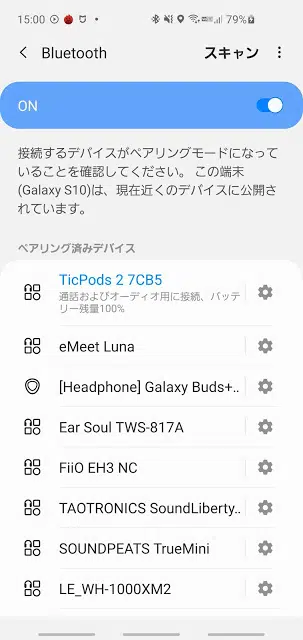 15:00 79%
Bluetooth スキャン
ON
接続するデバイスがペアリングモードになって
いることを確認してください。 この端末
(Galaxy S10)は、現在近くのデバイスに公開さ
れています。
ペアリング済みデバイス
TicPods 2 7CB5
通話およびオーディオ用に接続、バッテ
リー残量100%
eMeet Luna
[Headphone] Galaxy Buds+..
Ear Soul TWS-817A
FiiO EH3 NC
TAOTRONICS SoundLiberty..
SOUNDPEATS TrueMini
LE_WH-1000XM2